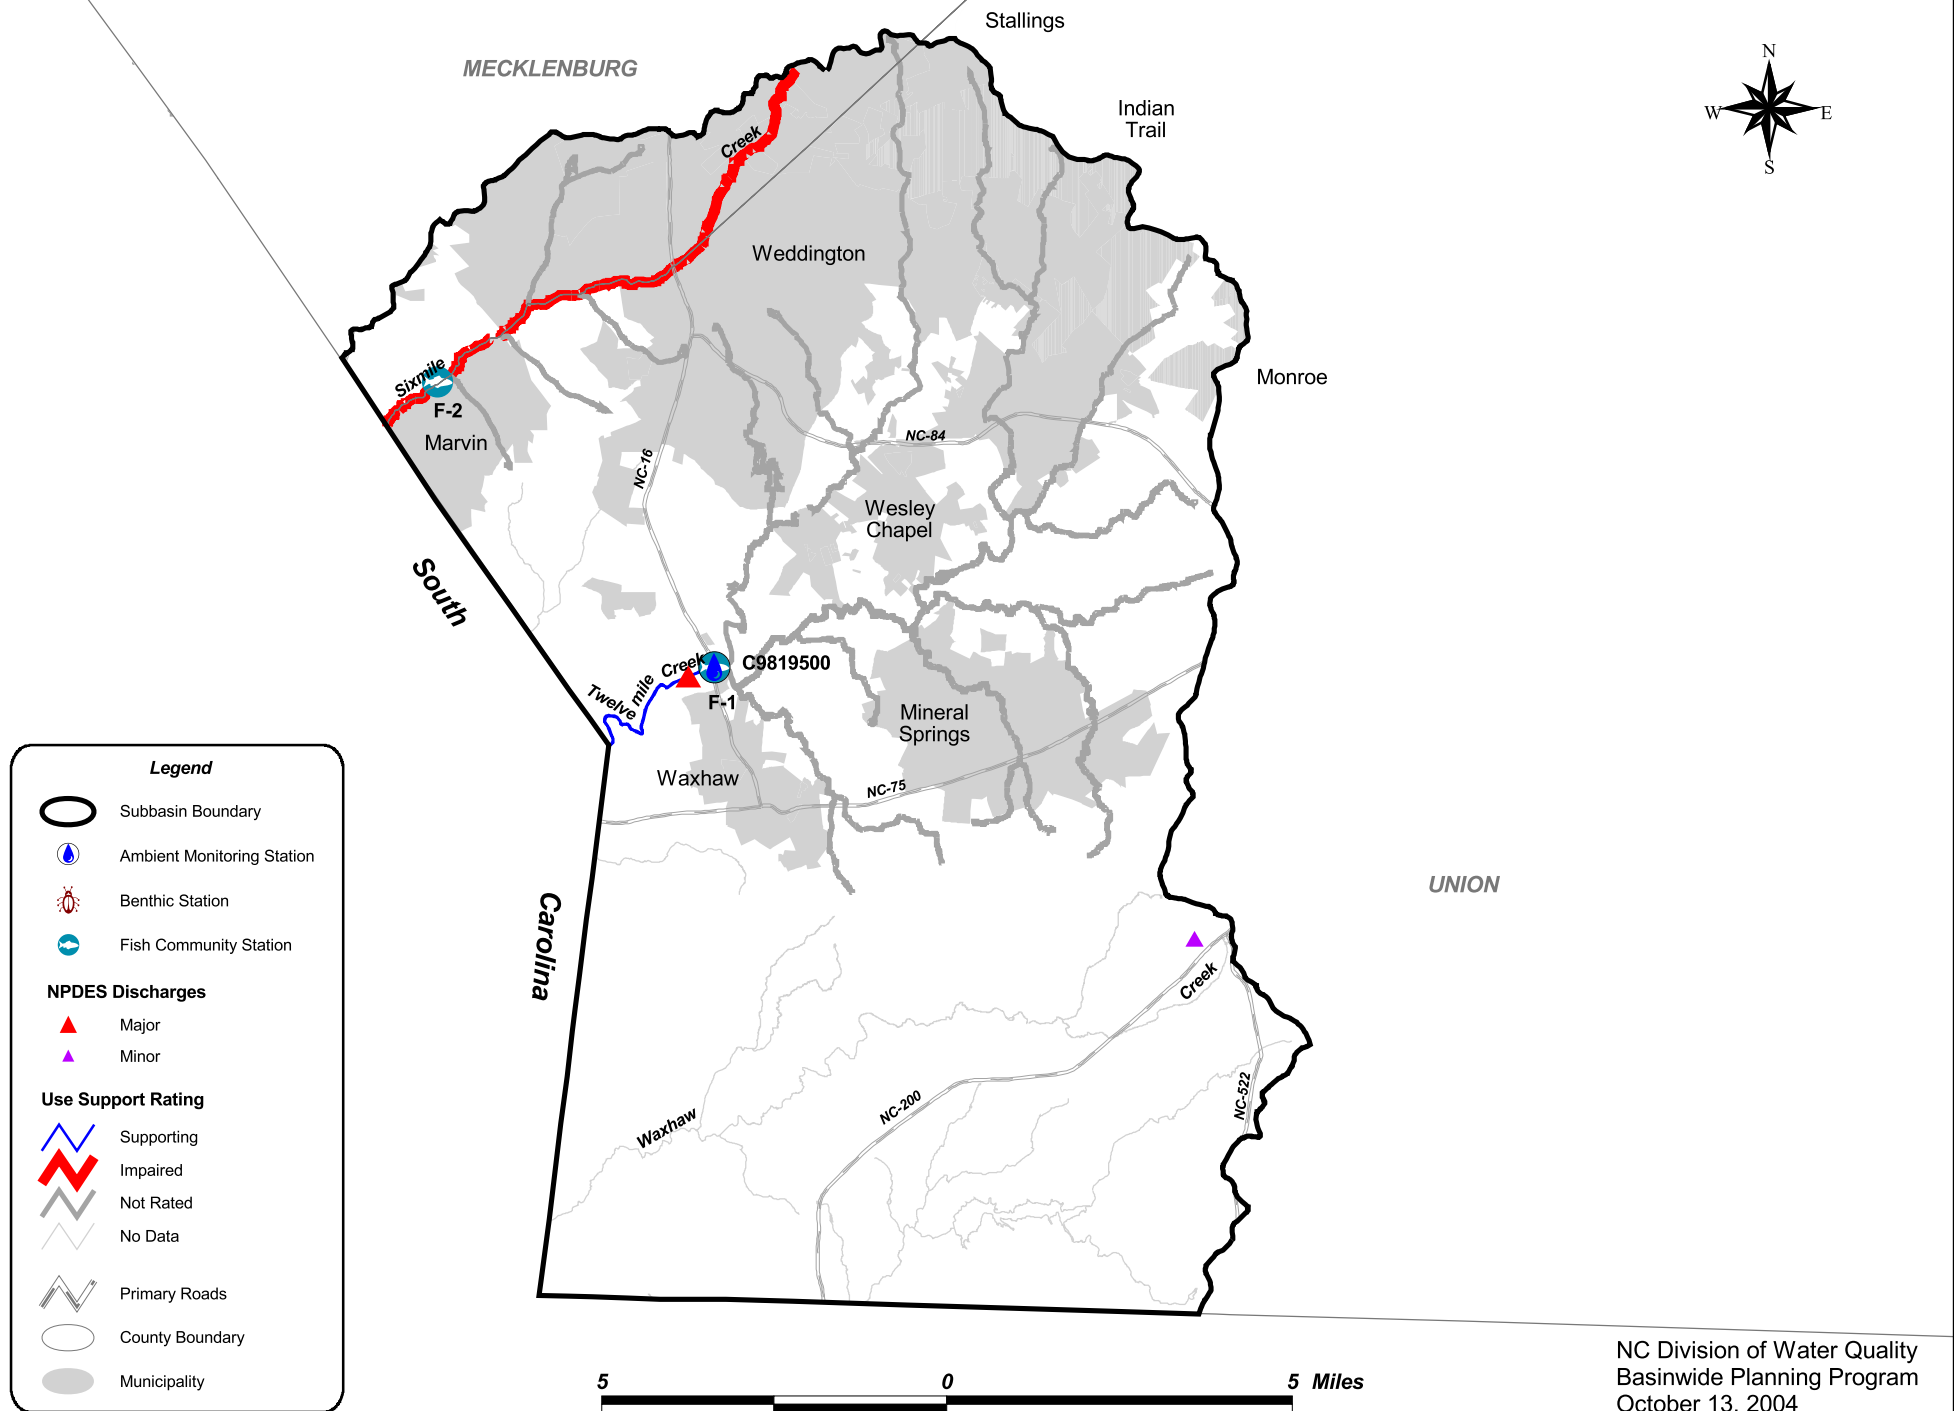 Stallings
MECKLENBURG
N
W
E
S
Indian
Trail
Creek
Weddington
Monroe
Sixmile
F-2
Marvin
NC-84
NC-16
Wesley
Chapel
South
Creek
C9819500
mile
Twelve
F-1
Mineral
Springs
Waxhaw
NC-75
UNION
Carolina
Creek
NC-522
NC-200
Waxhaw
Legend
Subbasin Boundary
Ambient Monitoring Station
Benthic Station
Fish Community Station
NPDES Discharges
Major
Minor
Use Support Rating
Supporting
Impaired
Not Rated
No Data
Primary Roads
County Boundary
Municipality
5 0 5 Miles
NC Division of Water Quality
Basinwide Planning Program
October 13, 2004